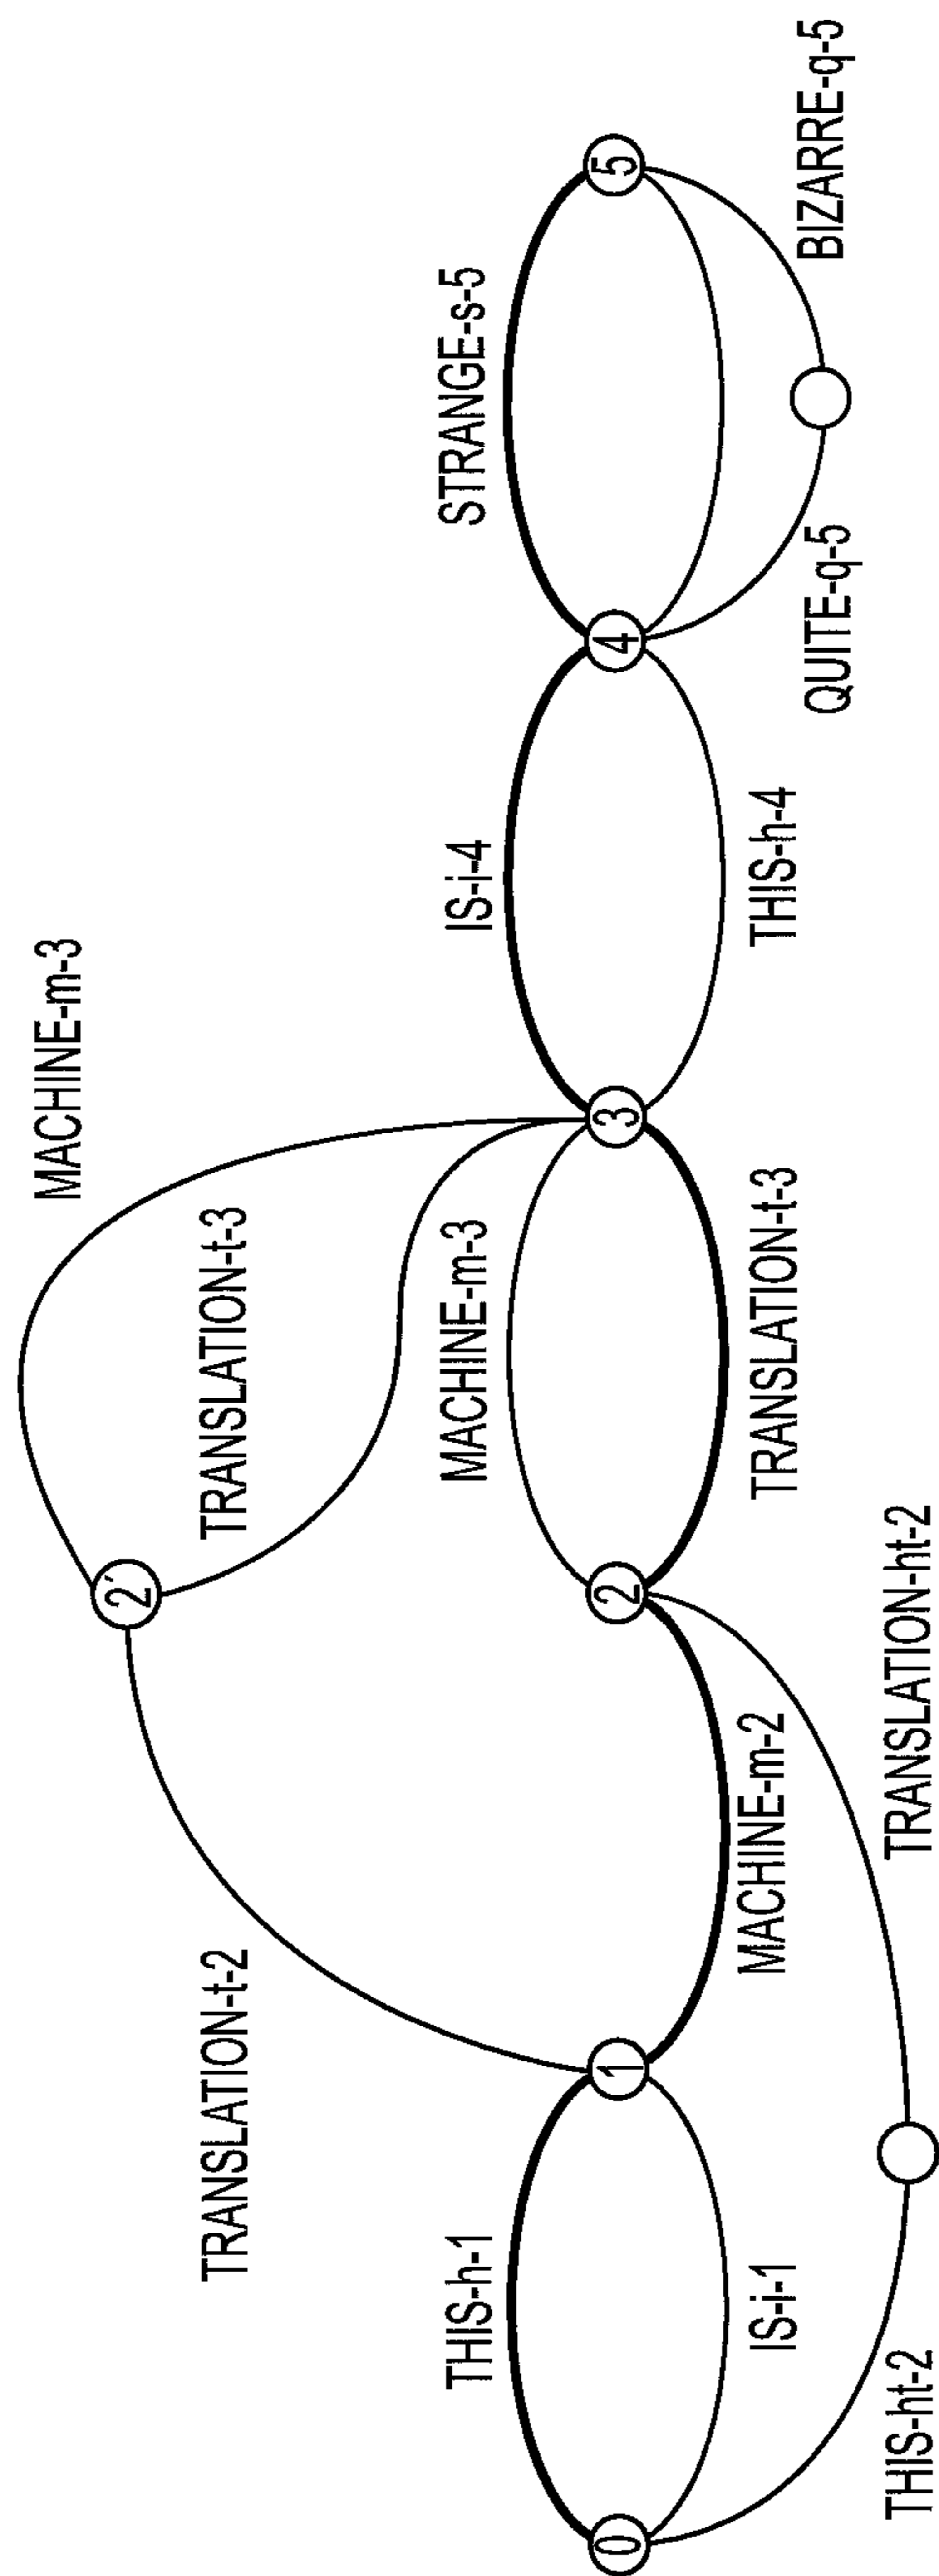 MACHINE-m-3
TRANSLATION-t-2
2'
TRANSLATION-t-3
THIS-h-1
MACHINE-m-3
IS-i-4
STRANGE-s-5
0
1
2
3
4
5
IS-i-1
MACHINE-m-2
TRANSLATION-t-3
THIS-h-4
QUITE-q-5
BIZARRE-q-5
THIS-ht-2
TRANSLATION-ht-2